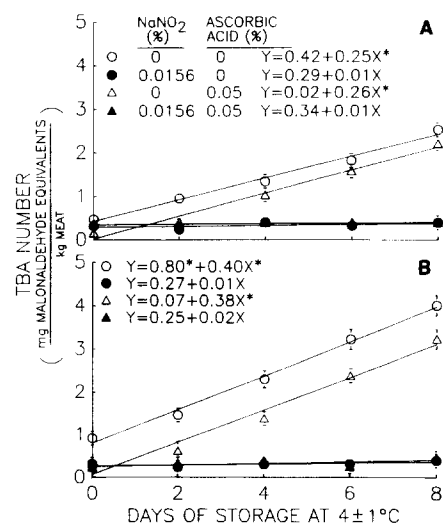 A
NaNO2 (%) ASCORBIC ACID (%)
○ 0 0 Y=0.42+0.25X*
● 0.0156 0 Y=0.29+0.01X
△ 0 0.05 Y=0.02+0.26X*
▲ 0.0156 0.05 Y=0.34+0.01X
5
4
3
2
1
0
B
○ Y=0.80*+0.40X*
● Y=0.27+0.01X
△ Y=0.07+0.38X*
▲ Y=0.25+0.02X
5
4
3
2
1
0
0 2 4 6 8
DAYS OF STORAGE AT 4±1°C
TBA NUMBER
(mg MALONALDEHYDE EQUIVALENTS / kg MEAT)